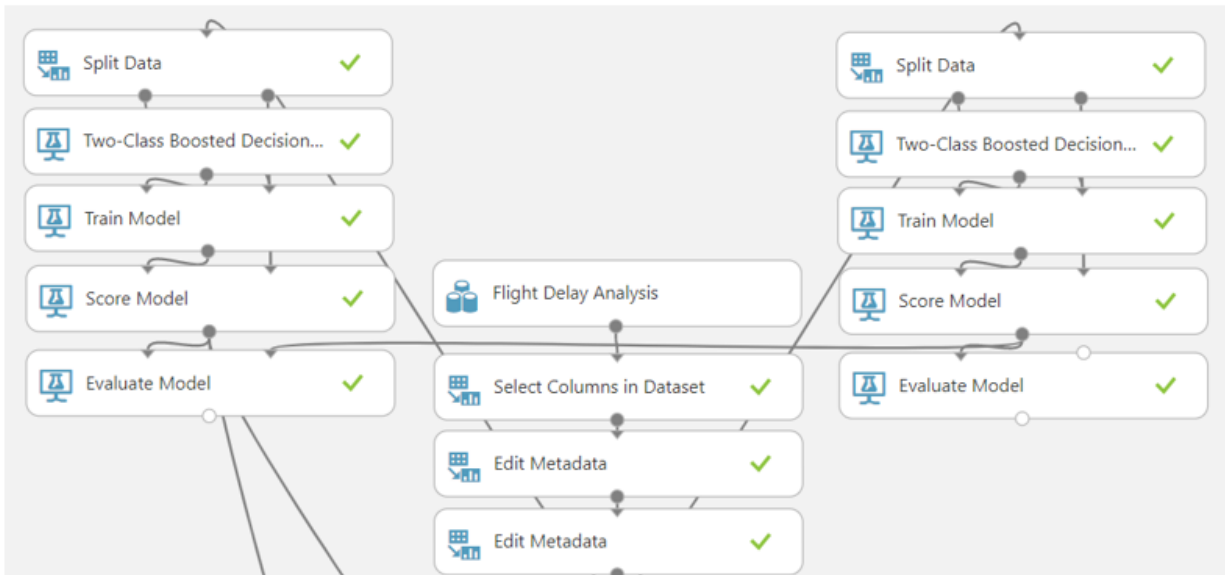 Split Data
Two-Class Boosted Decision...
Train Model
Score Model
Evaluate Model
Flight Delay Analysis
Select Columns in Dataset
Edit Metadata
Edit Metadata
Split Data
Two-Class Boosted Decision...
Train Model
Score Model
Evaluate Model